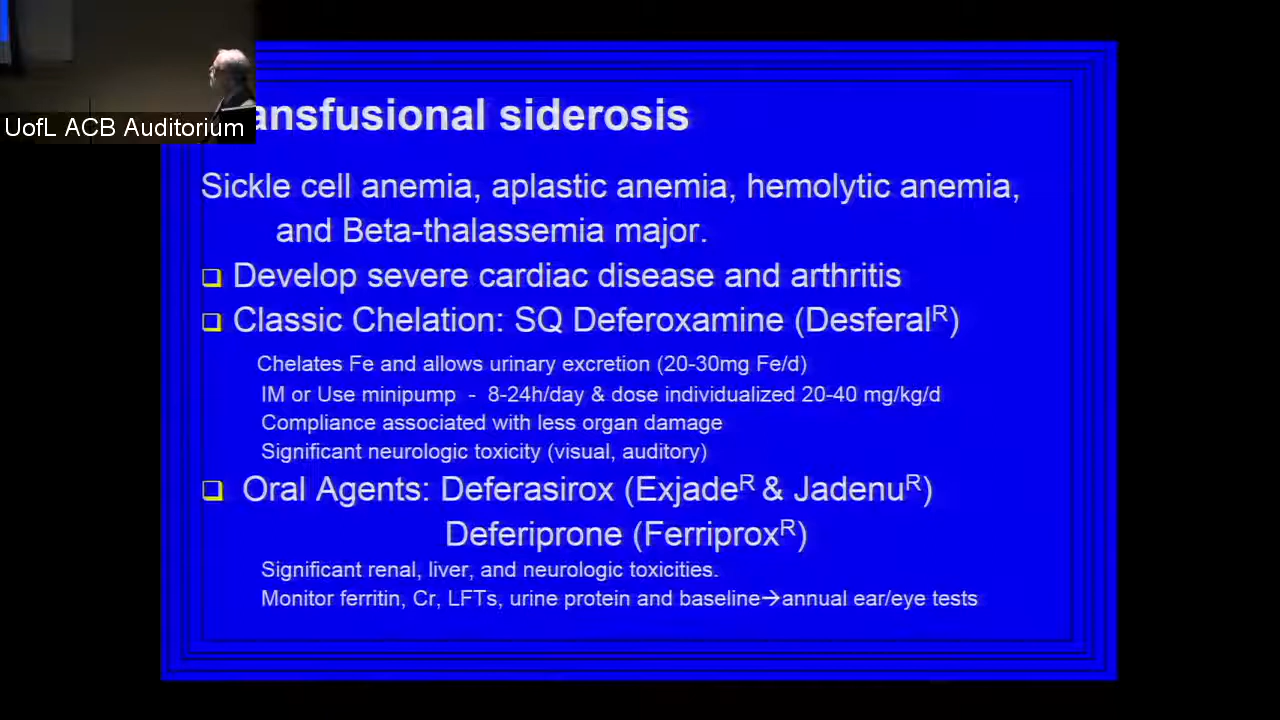 UofL ACB Auditorium
ansfusional siderosis
Sickle cell anemia, aplastic anemia, hemolytic anemia,
and Beta-thalassemia major.
❑ Develop severe cardiac disease and arthritis
❑ Classic Chelation: SQ Deferoxamine (Desferalᴿ)
Chelates Fe and allows urinary excretion (20-30mg Fe/d)
IM or Use minipump - 8-24h/day & dose individualized 20-40 mg/kg/d
Compliance associated with less organ damage
Significant neurologic toxicity (visual, auditory)
❑ Oral Agents: Deferasirox (Exjadeᴿ & Jadenuᴿ)
Deferiprone (Ferriproxᴿ)
Significant renal, liver, and neurologic toxicities.
Monitor ferritin, Cr, LFTs, urine protein and baseline→annual ear/eye tests